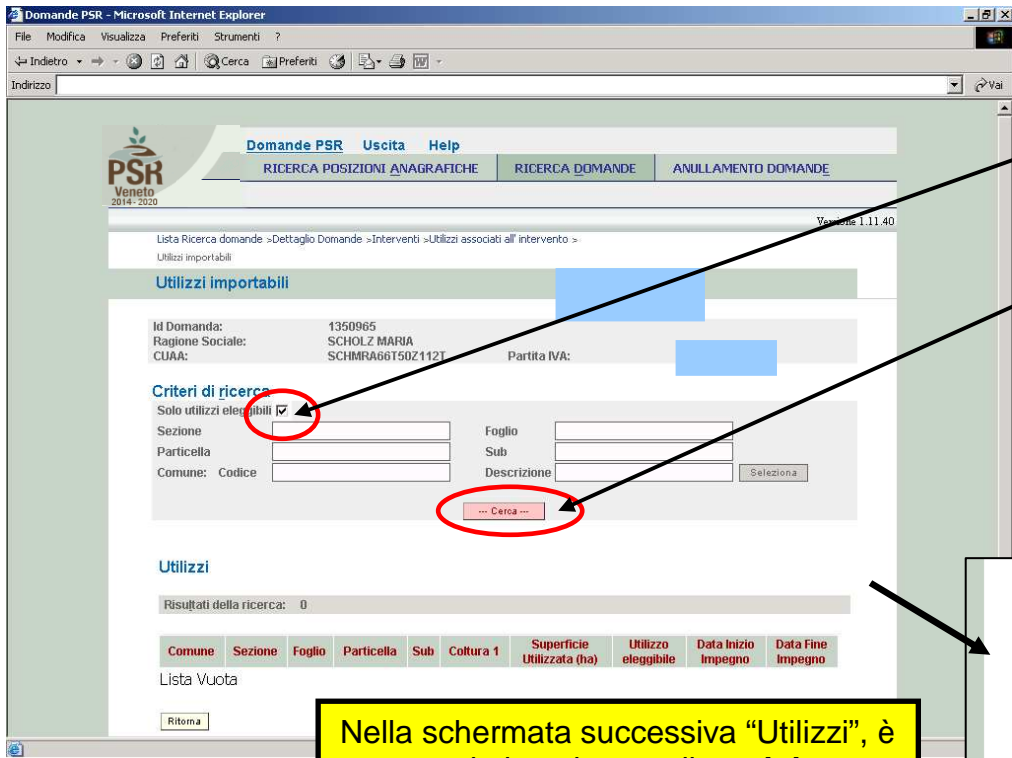 Domande PSR - Microsoft Internet Explorer
File Modifica Visualizza Preferiti Strumenti ?
Indietro Cerca Preferiti
Indirizzo Vai
PSR
Veneto
2014-2020
Domande PSR Uscita Help
RICERCA POSIZIONI ANAGRAFICHE RICERCA DOMANDE ANULLAMENTO DOMANDE
Versione 1.11.40
Lista Ricerca domande >Dettaglio Domande >Interventi >Utilizzi associati all' intervento >
Utilizzi importabili
Utilizzi importabili
Id Domanda: 1350965
Ragione Sociale: SCHOLZ MARIA
CUAA: SCHMRA66T50Z112T Partita IVA:
Criteri di ricerca
Solo utilizzi eleggibili
Sezione Foglio
Particella Sub
Comune: Codice Descrizione Seleziona
--- Cerca ---
Utilizzi
Risultati della ricerca: 0
Comune Sezione Foglio Particella Sub Coltura 1 Superficie Utilizzata (ha) Utilizzo eleggibile Data Inizio Impegno Data Fine Impegno
Lista Vuota
Ritorna
Nella schermata successiva “Utilizzi”, è